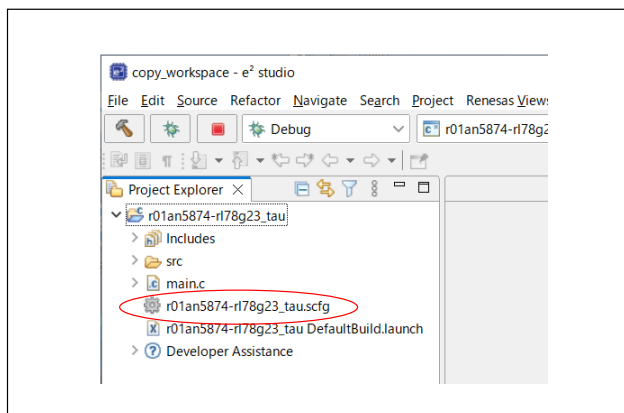 copy_workspace - e² studio
File Edit Source Refactor Navigate Search Project Renesas Views
Debug r01an5874-rl78g2
Project Explorer
r01an5874-rl78g23_tau
Includes
src
main.c
r01an5874-rl78g23_tau.scfg
r01an5874-rl78g23_tau DefaultBuild.launch
Developer Assistance